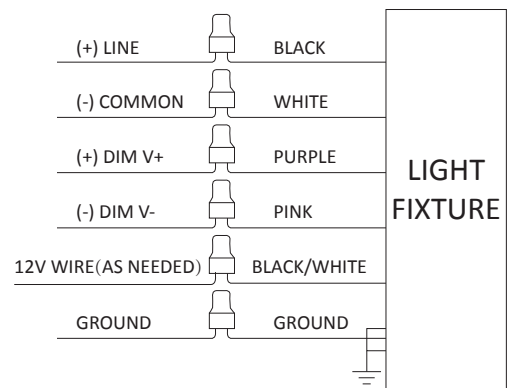 (+) LINE BLACK
(-) COMMON WHITE
(+) DIM V+ PURPLE
(-) DIM V- PINK
12V WIRE(AS NEEDED) BLACK/WHITE
GROUND GROUND
LIGHT
FIXTURE